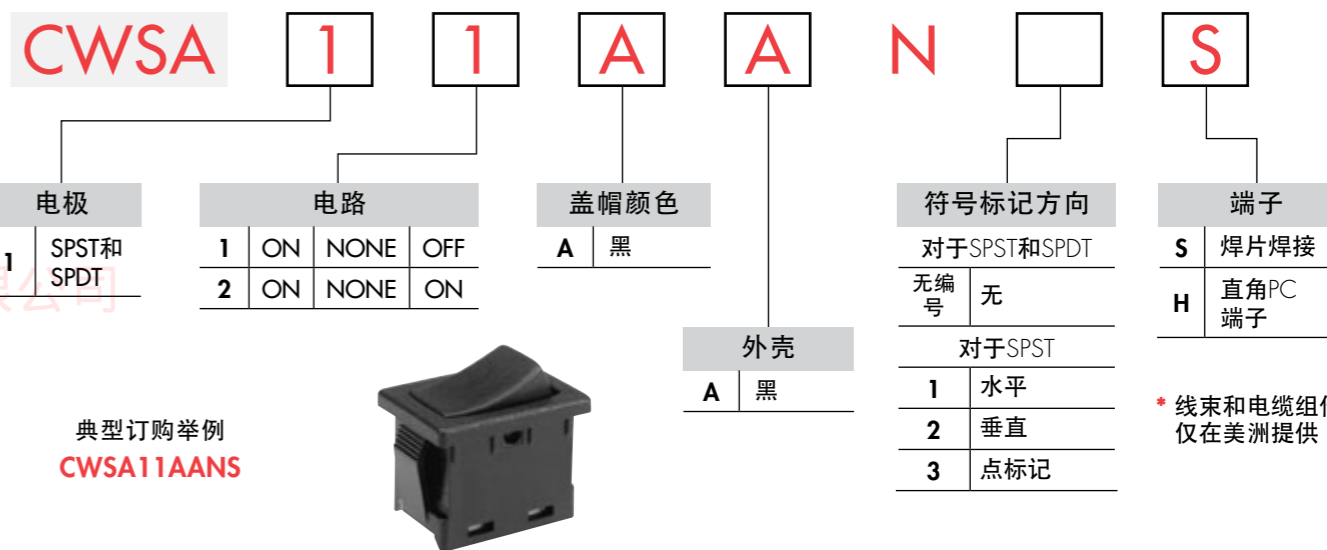 CWSA 1 1 A A N S
电极
1 SPST和
SPDT
电路
1 ON NONE OFF
2 ON NONE ON
盖帽颜色
A 黑
外壳
A 黑
符号标记方向
对于SPST和SPDT
无编
号 无
对于SPST
1 水平
2 垂直
3 点标记
端子
S 焊片焊接
H 直角PC
端子
* 线束和电缆组
仅在美洲提供
典型订购举例
CWSA11AANS
限公司